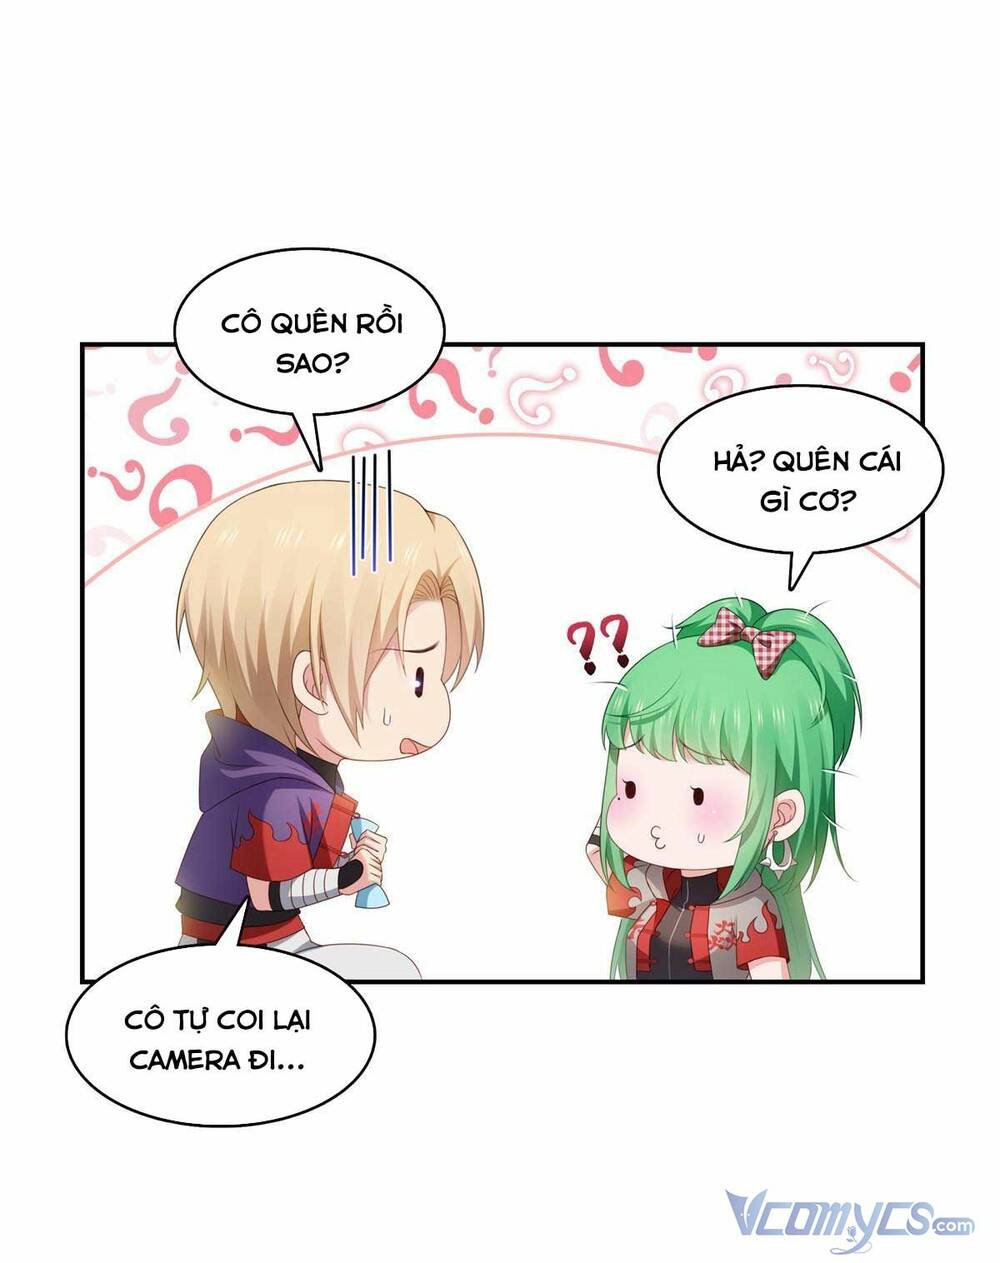 CÔ QUÊN RỒI
SAO?
HẢ? QUÊN CÁI
GÌ CƠ?
??
CÔ TỰ COI LẠI
CAMERA ĐI...
VCOMYCS.com